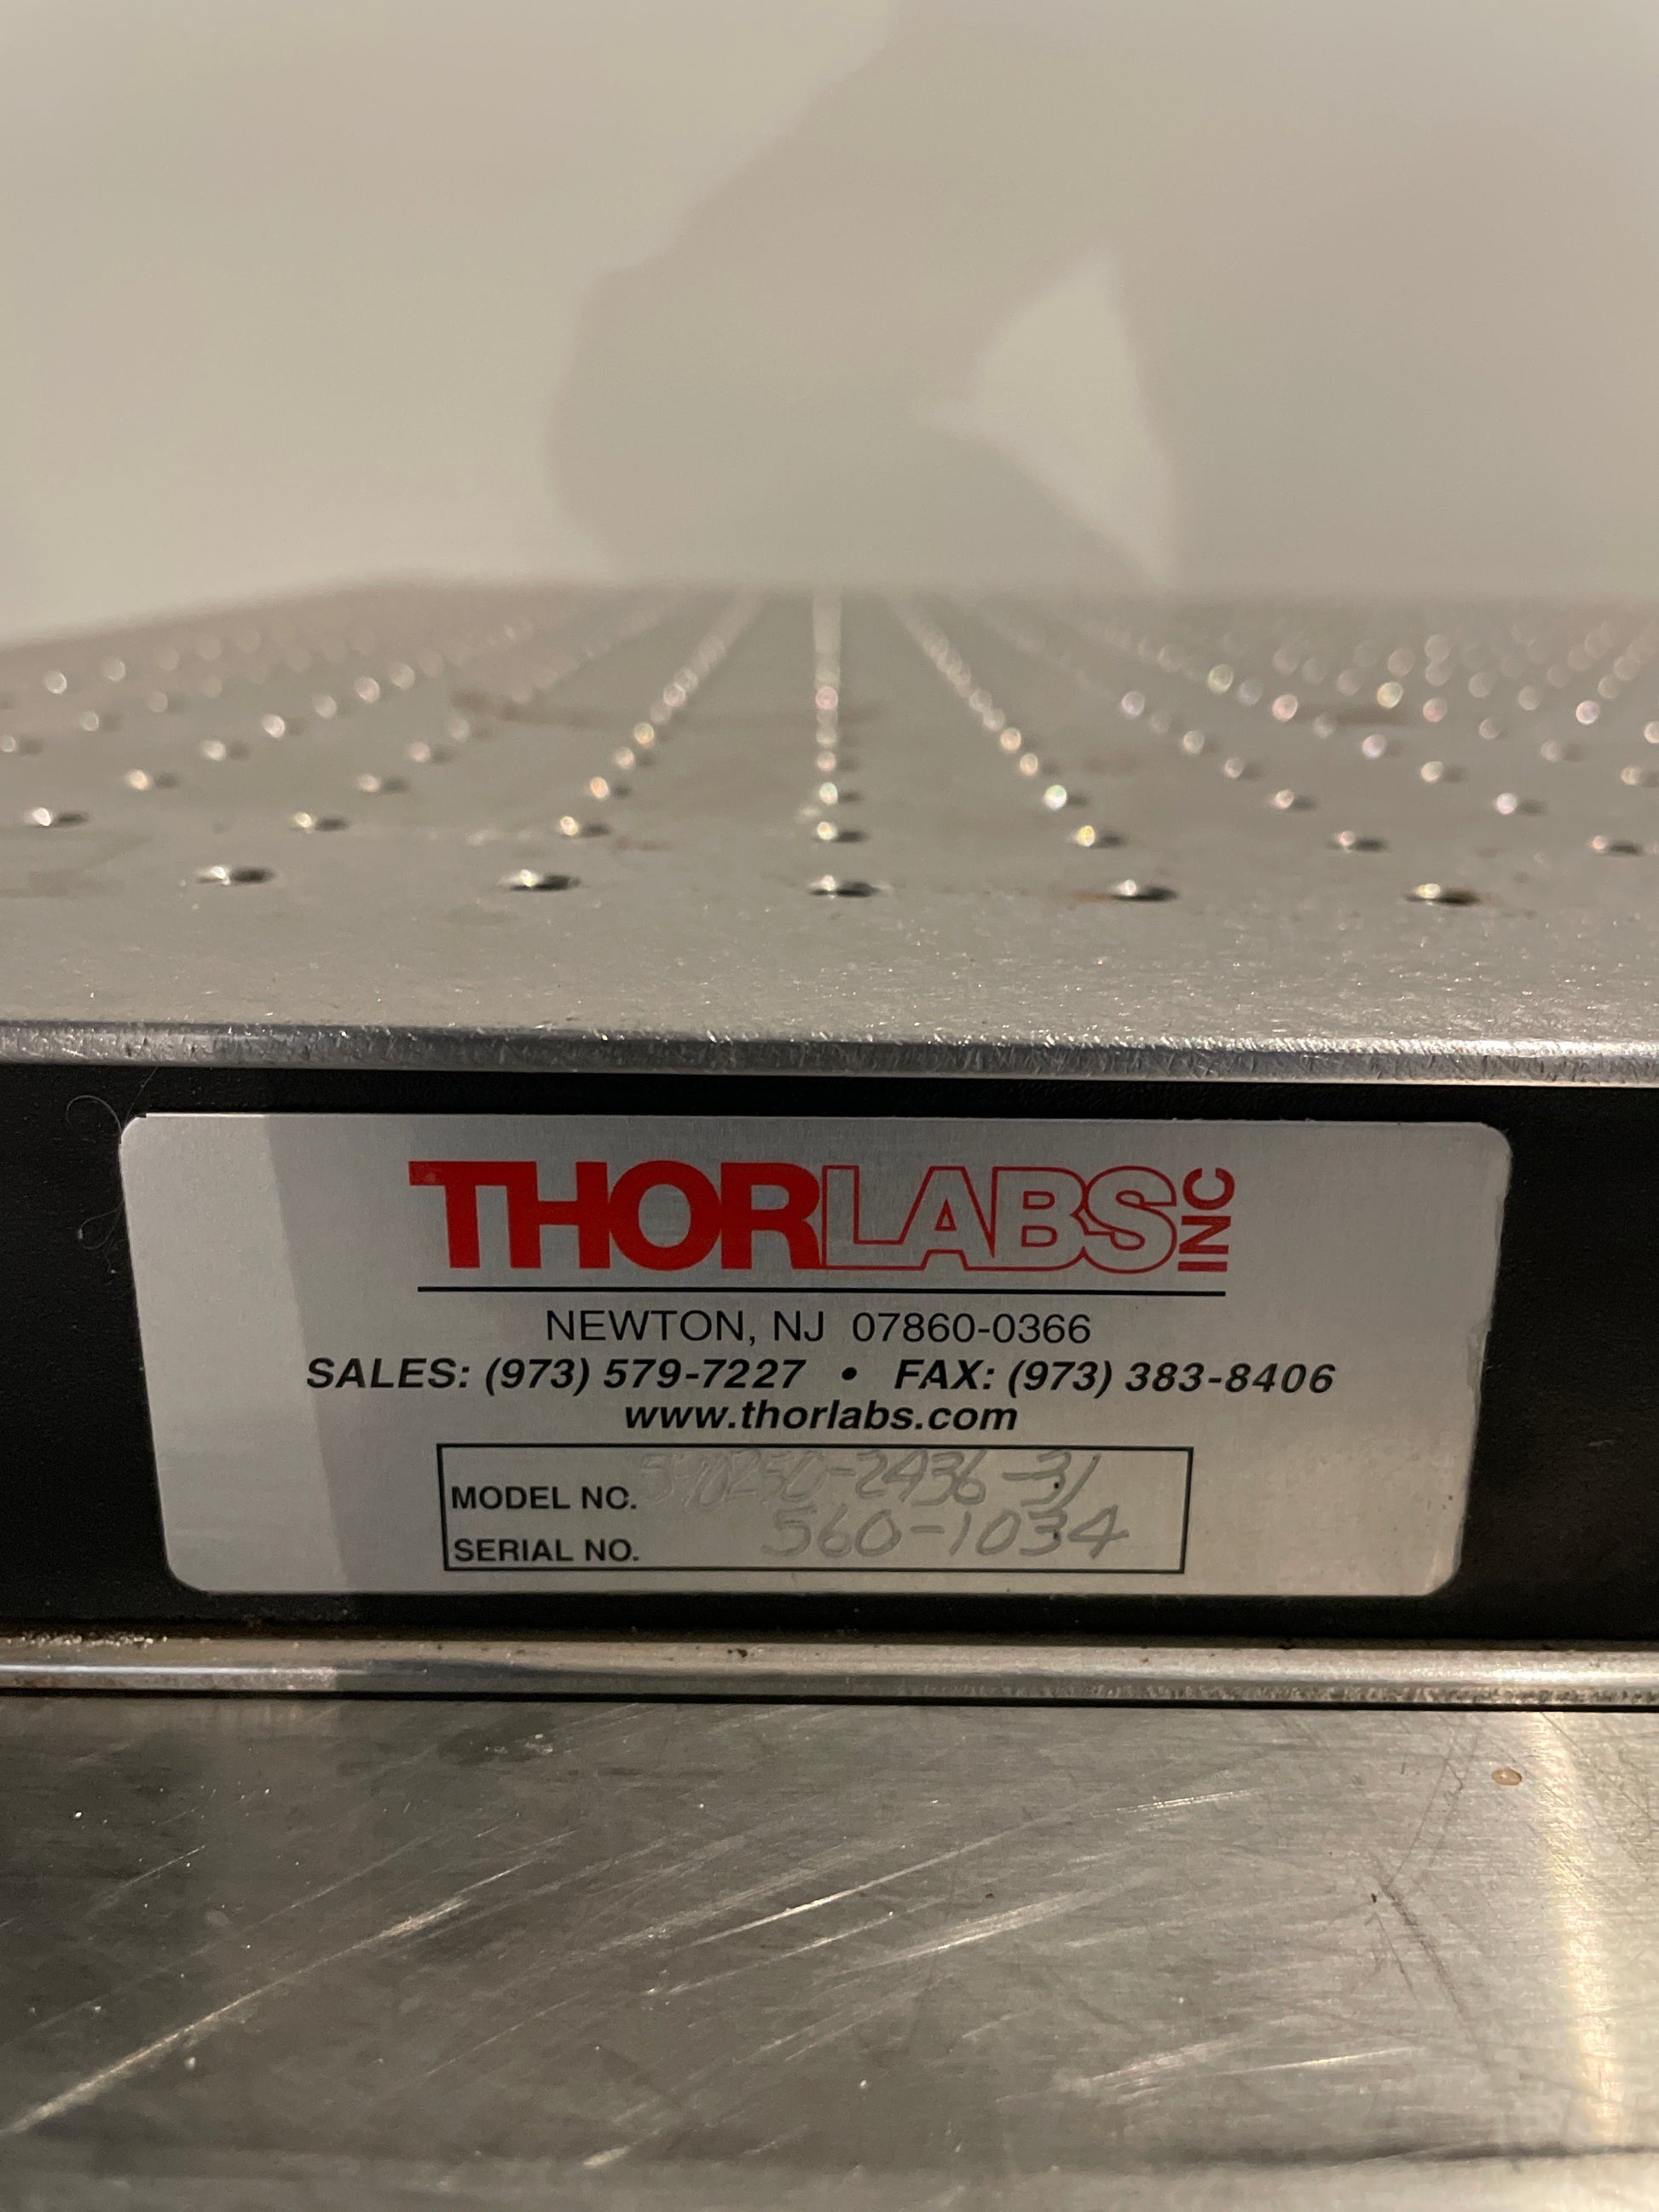 THORLABS INC
NEWTON, NJ 07860-0366
SALES: (973) 579-7227 • FAX: (973) 383-8406
www.thorlabs.com
MODEL NO.
SERIAL NO. 560-1034